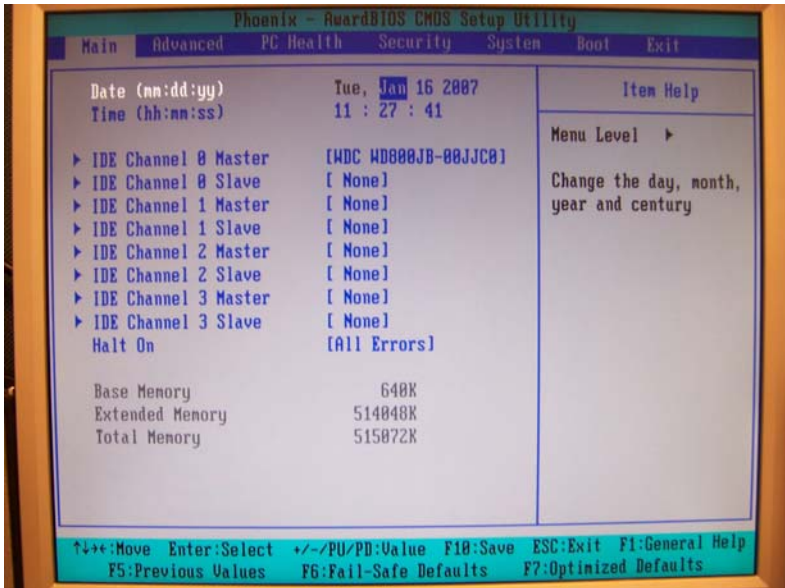 Phoenix - AwardBIOS CMOS Setup Utility
Main Advanced PC Health Security System Boot Exit
Date (mm:dd:yy) Tue, Jan 16 2007
Time (hh:mm:ss) 11 : 27 : 41
▶ IDE Channel 0 Master [WDC WD800JB-00JJC0]
▶ IDE Channel 0 Slave [ None]
▶ IDE Channel 1 Master [ None]
▶ IDE Channel 1 Slave [ None]
▶ IDE Channel 2 Master [ None]
▶ IDE Channel 2 Slave [ None]
▶ IDE Channel 3 Master [ None]
▶ IDE Channel 3 Slave [ None]
Halt On [All Errors]
Base Memory 640K
Extended Memory 514048K
Total Memory 515072K
Item Help
Menu Level ▶
Change the day, month,
year and century
↑↓→←:Move Enter:Select +/-/PU/PD:Value F10:Save ESC:Exit F1:General Help
F5:Previous Values F6:Fail-Safe Defaults F7:Optimized Defaults